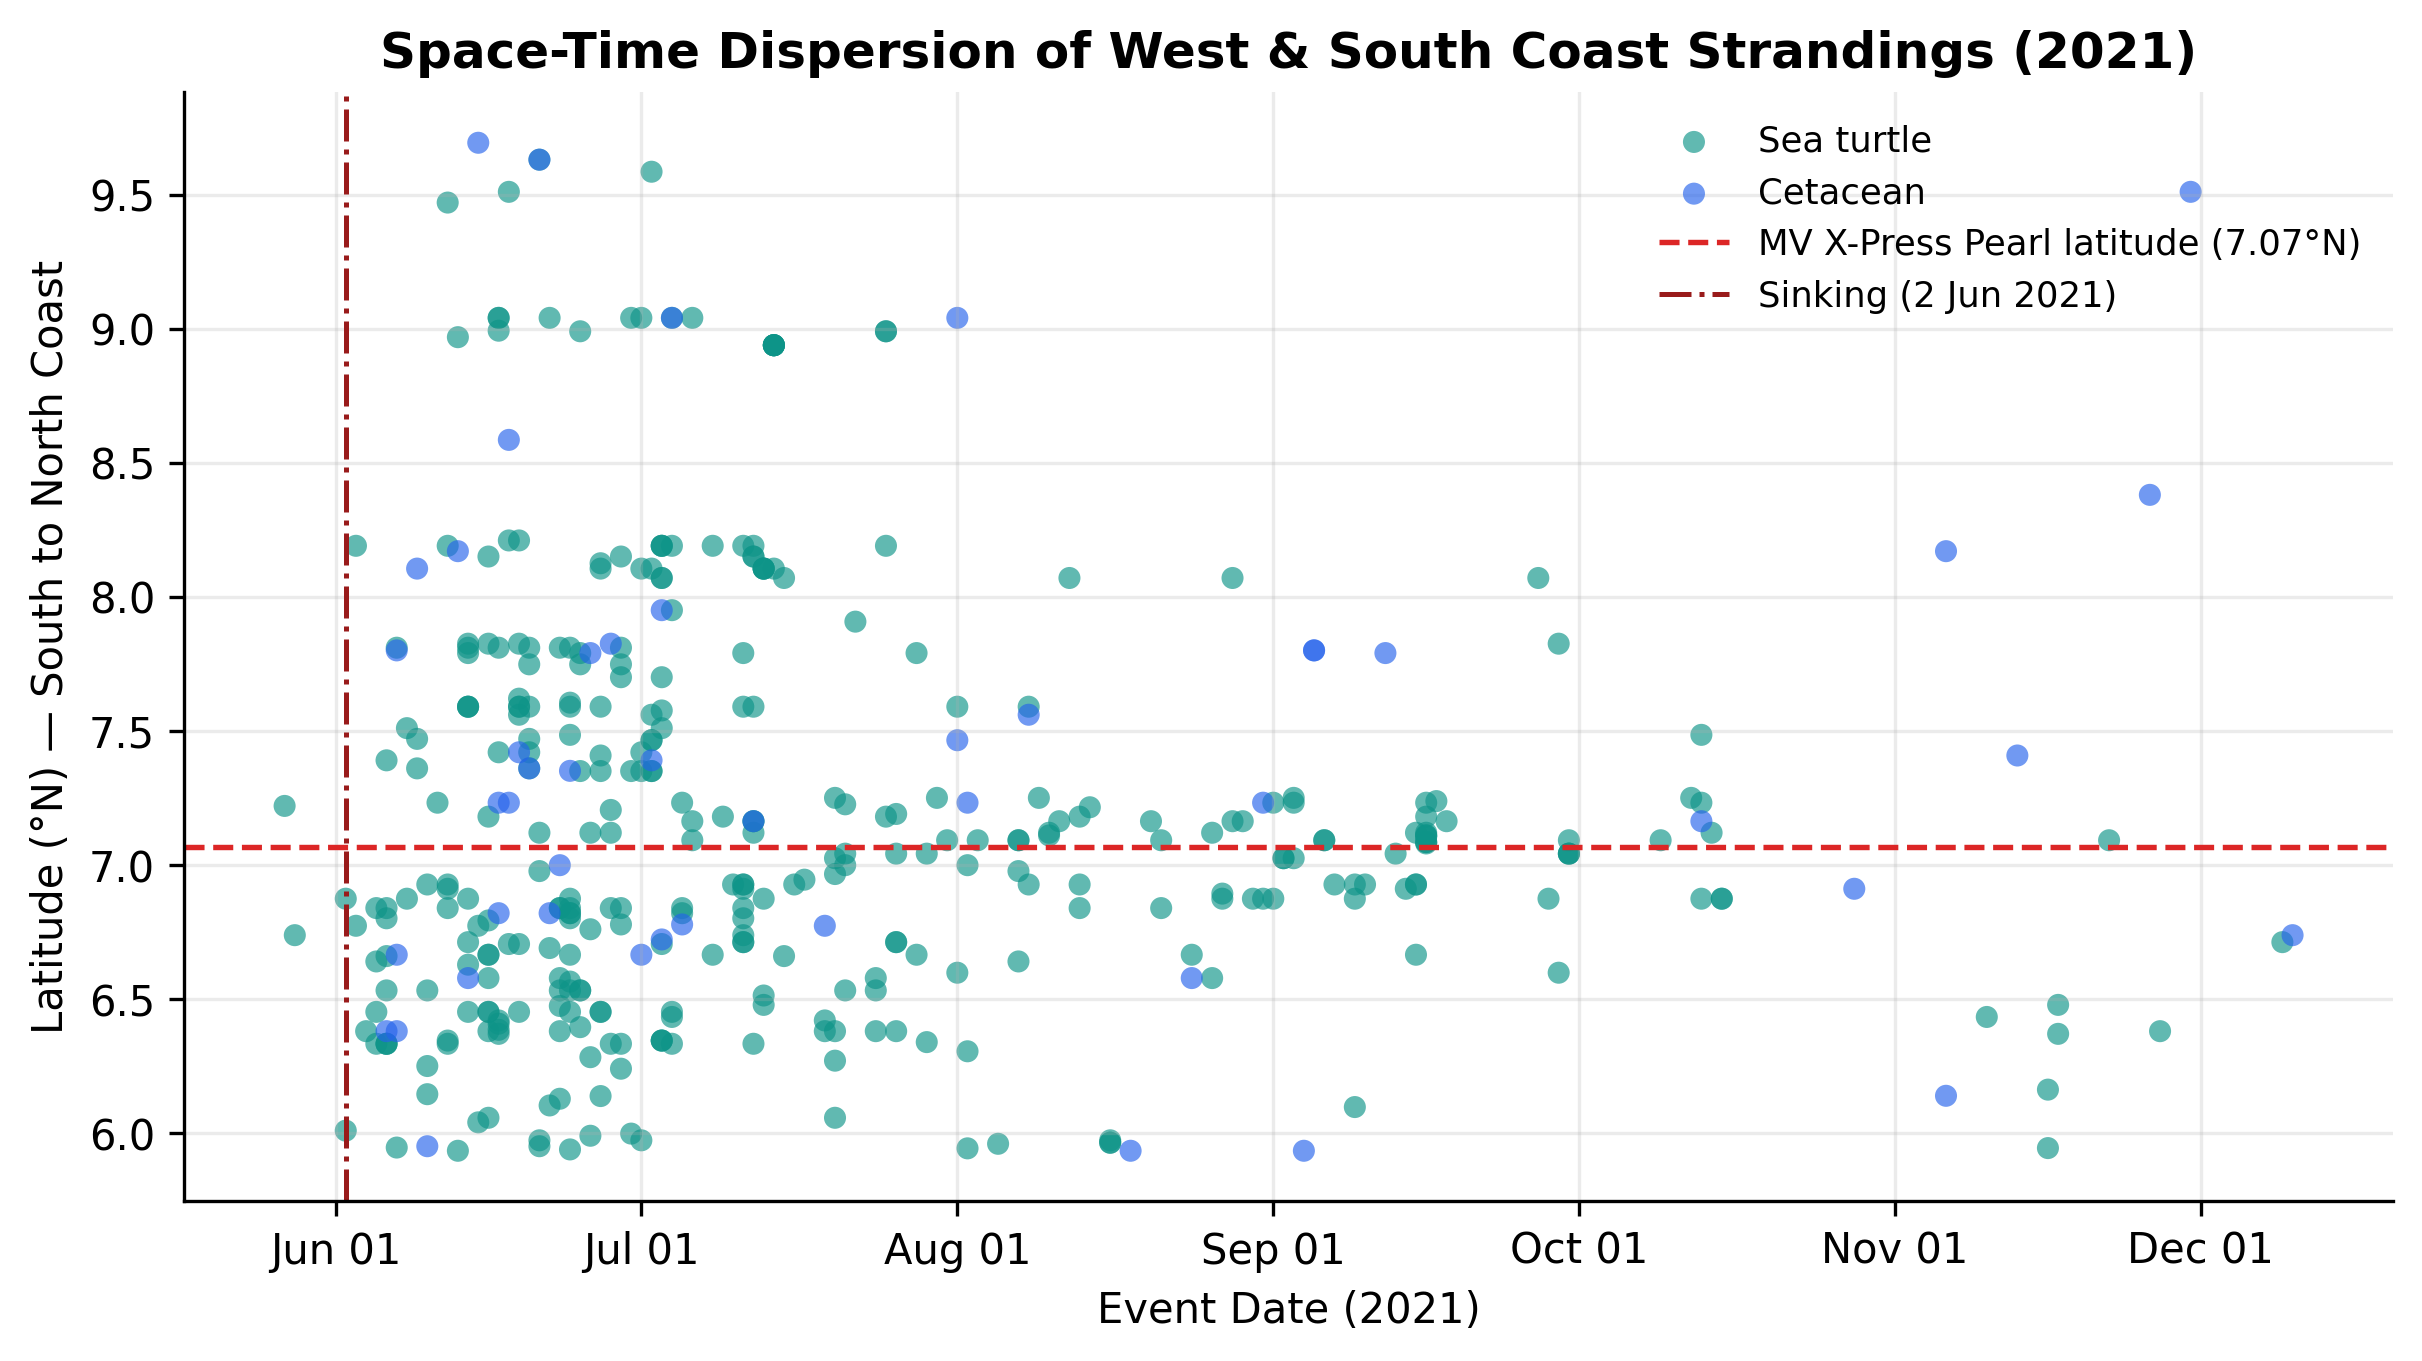 Space-Time Dispersion of West & South Coast Strandings (2021)
Sea turtle
Cetacean
MV X-Press Pearl latitude (7.07°N)
Sinking (2 Jun 2021)
Latitude (°N) — South to North Coast
9.5
9.0
8.5
8.0
7.5
7.0
6.5
6.0
Jun 01 Jul 01 Aug 01 Sep 01 Oct 01 Nov 01 Dec 01
Event Date (2021)